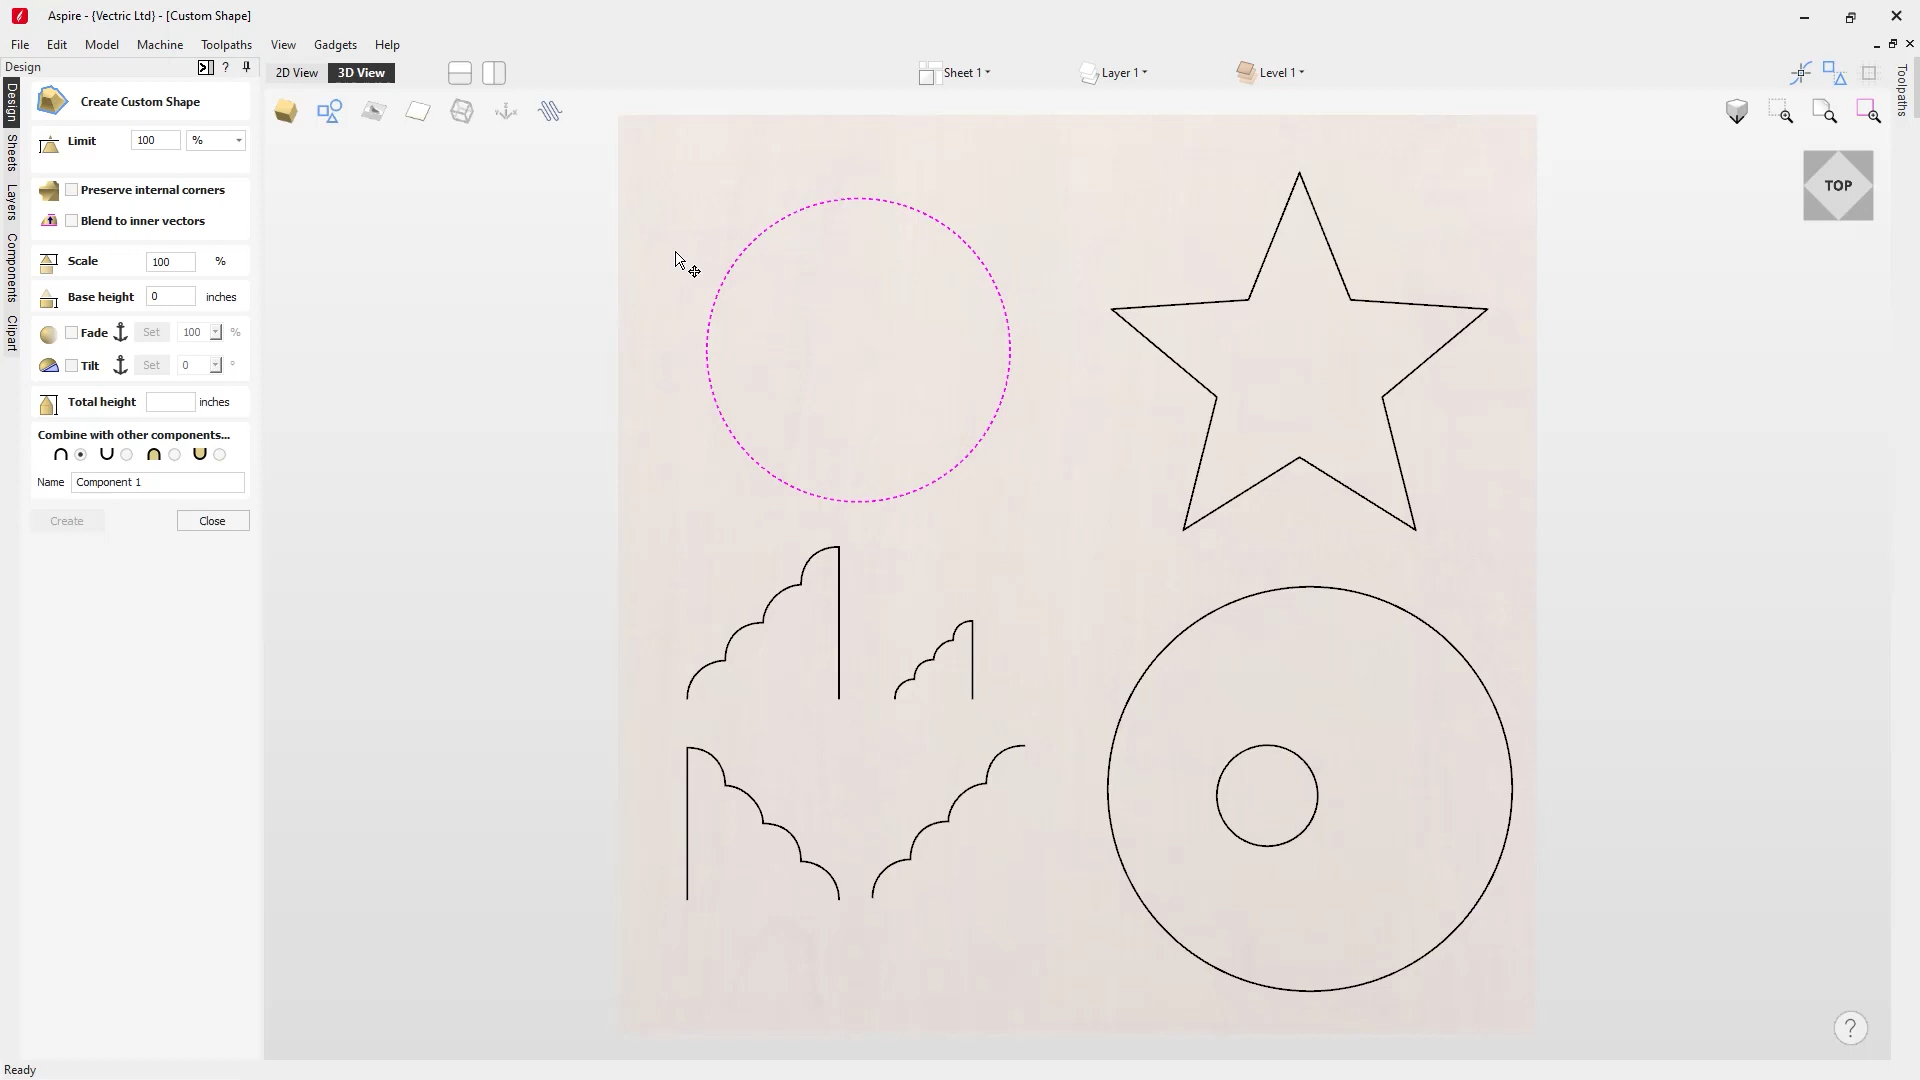 Aspire - {Vectric Ltd} - [Custom Shape]
File Edit Model Machine Toolpaths View Gadgets Help
Design
2D View 3D View Sheet 1 Layer 1 Level 1
Create Custom Shape
Limit 100 %
Preserve internal corners
Blend to inner vectors
Scale 100 %
Base height 0 inches
Fade Set 100 %
Tilt Set 0 °
Total height inches
Combine with other components...
Name Component 1
Create Close
Design
Sheets
Layers
Components
Clipart
TOP
Toolpaths
?
Ready